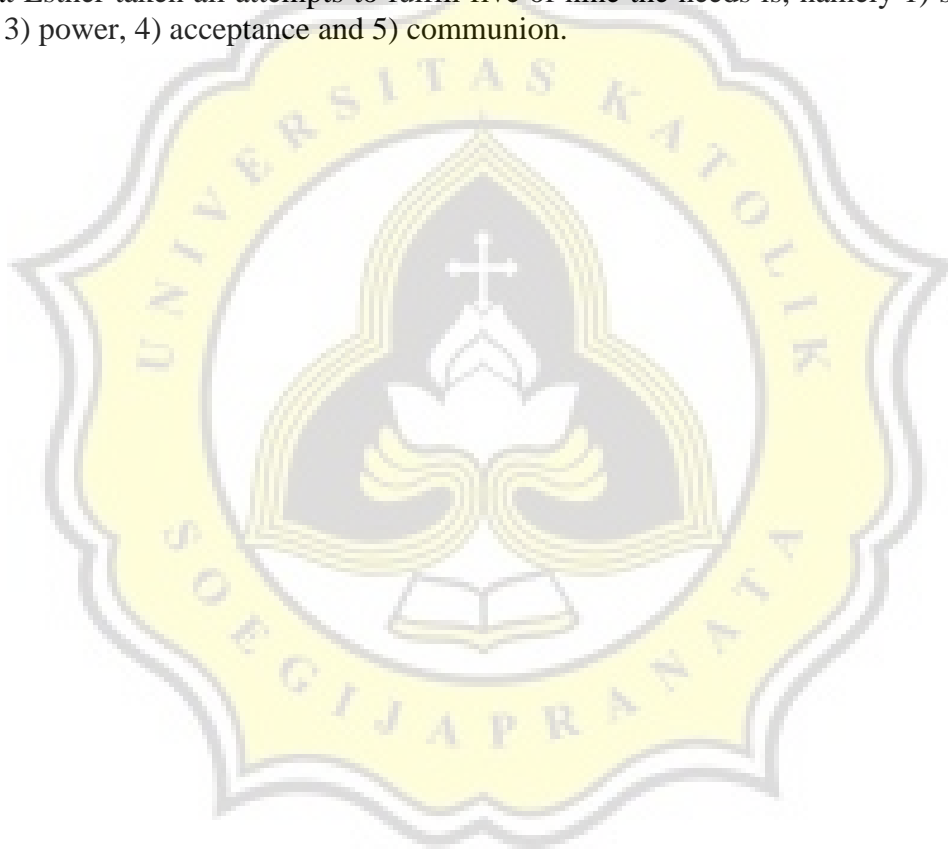 at Esther taken all attempts to fulfill five of nine the needs is, namely 1) s
3) power, 4) acceptance and 5) communion.
UNIVERSITAS KATOLIK
SOEGIJAPRANATA